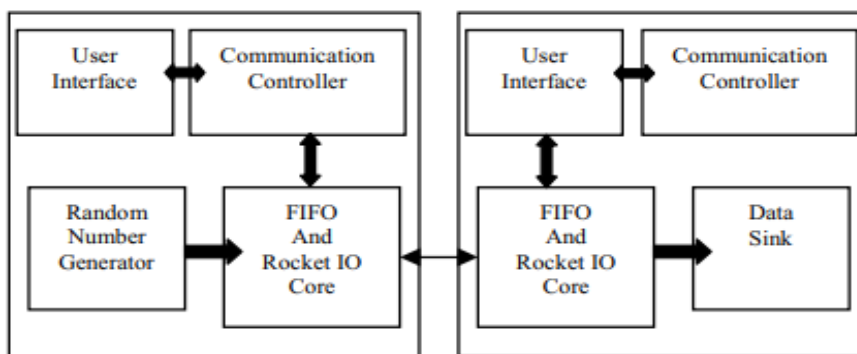 User
Interface
Communication
Controller
Random
Number
Generator
FIFO
And
Rocket IO
Core
User
Interface
Communication
Controller
FIFO
And
Rocket IO
Core
Data
Sink